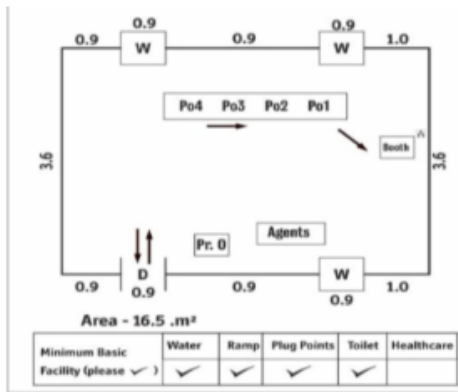 0.9 0.9
0.9 W 0.9 W 1.0
Po4 Po3 Po2 Po1
Booth
3.6 3.6
Agents
Pr. O
D W
0.9 0.9 0.9 0.9 1.0
Area - 16.5 .m²
Minimum Basic Facility (please ✓ ) Water Ramp Plug Points Toilet Healthcare
✓ ✓ ✓ ✓